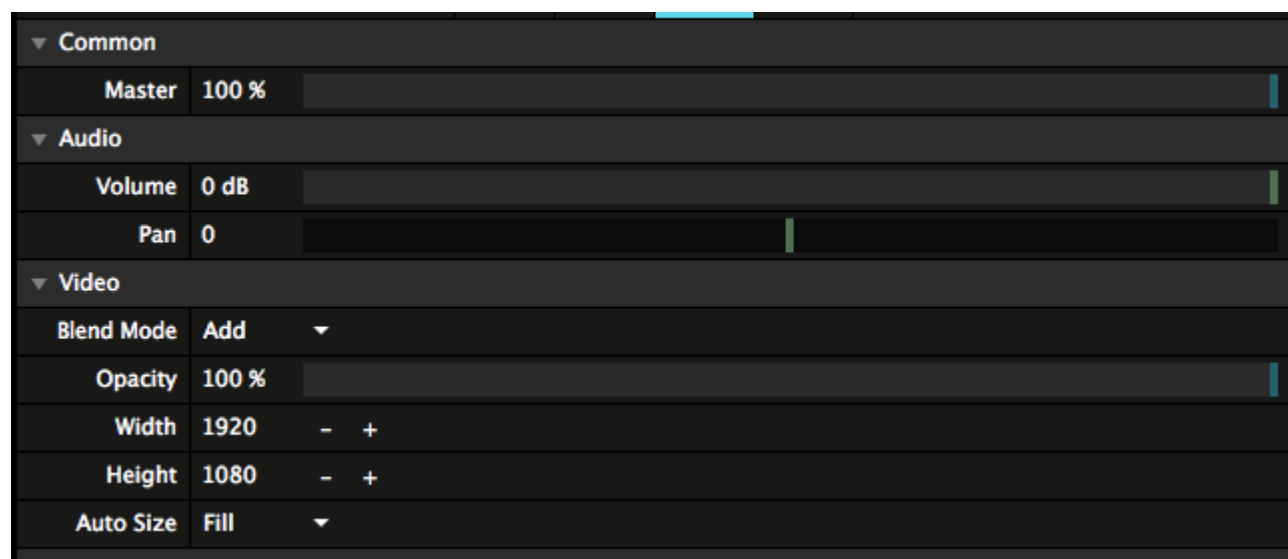 Common
Master 100 %
Audio
Volume 0 dB
Pan 0
Video
Blend Mode Add
Opacity 100 %
Width 1920 - +
Height 1080 - +
Auto Size Fill